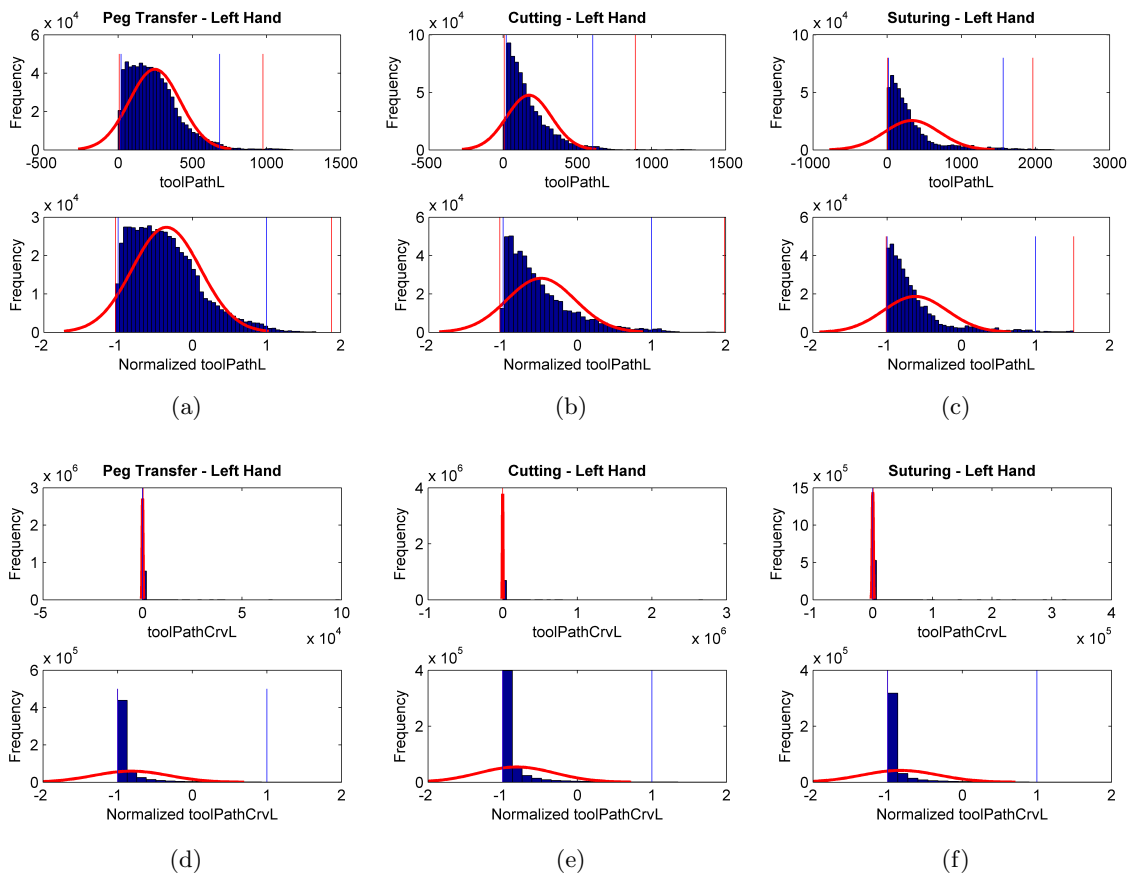 Peg Transfer - Left Hand
x 10^4
6
4
2
0
Frequency
-500 0 500 1000 1500
toolPathL
x 10^4
3
2
1
0
Frequency
-2 -1 0 1 2
Normalized toolPathL
(a)
Cutting - Left Hand
x 10^4
10
5
0
Frequency
-500 0 500 1000 1500
toolPathL
x 10^4
6
4
2
0
Frequency
-2 -1 0 1 2
Normalized toolPathL
(b)
Suturing - Left Hand
x 10^4
10
5
0
Frequency
-1000 0 1000 2000 3000
toolPathL
x 10^4
6
4
2
0
Frequency
-2 -1 0 1 2
Normalized toolPathL
(c)
Peg Transfer - Left Hand
x 10^6
3
2
1
0
Frequency
-5 0 5 10
toolPathCrvL
x 10^4
x 10^5
6
4
2
0
Frequency
-2 -1 0 1 2
Normalized toolPathCrvL
(d)
Cutting - Left Hand
x 10^6
4
2
0
Frequency
-1 0 1 2 3
toolPathCrvL
x 10^6
x 10^5
4
2
0
Frequency
-2 -1 0 1 2
Normalized toolPathCrvL
(e)
Suturing - Left Hand
x 10^5
15
10
5
0
Frequency
-1 0 1 2 3 4
toolPathCrvL
x 10^5
x 10^5
4
2
0
Frequency
-2 -1 0 1 2
Normalized toolPathCrvL
(f)